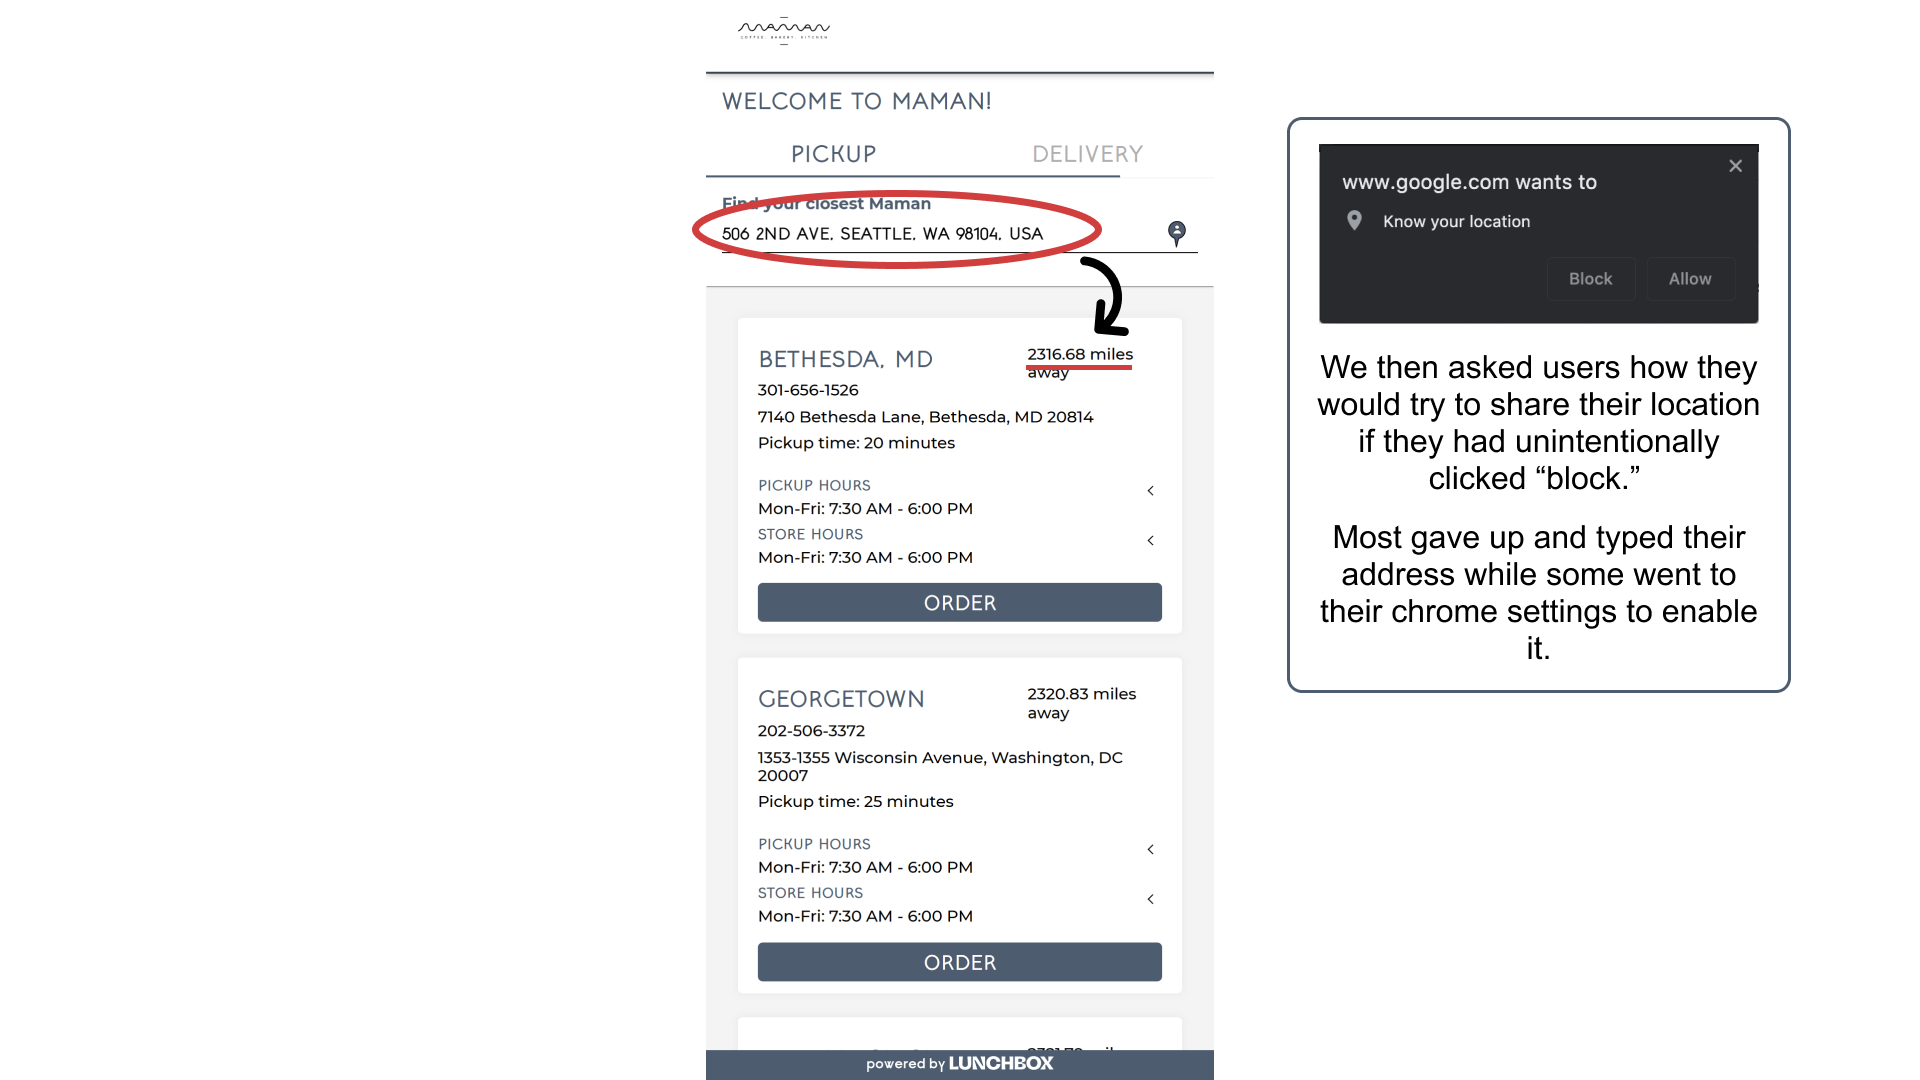 MAMAN
COFFEE. BAKERY. KITCHEN
WELCOME TO MAMAN!
PICKUP
DELIVERY
Find your closest Maman
506 2ND AVE, SEATTLE, WA 98104, USA
BETHESDA, MD
2316.68 miles
away
301-656-1526
7140 Bethesda Lane, Bethesda, MD 20814
Pickup time: 20 minutes
PICKUP HOURS
Mon-Fri: 7:30 AM - 6:00 PM
STORE HOURS
Mon-Fri: 7:30 AM - 6:00 PM
ORDER
GEORGETOWN
2320.83 miles
away
202-506-3372
1353-1355 Wisconsin Avenue, Washington, DC
20007
Pickup time: 25 minutes
PICKUP HOURS
Mon-Fri: 7:30 AM - 6:00 PM
STORE HOURS
Mon-Fri: 7:30 AM - 6:00 PM
ORDER
powered by LUNCHBOX
www.google.com wants to
Know your location
Block
Allow
We then asked users how they
would try to share their location
if they had unintentionally
clicked “block.”
Most gave up and typed their
address while some went to
their chrome settings to enable
it.